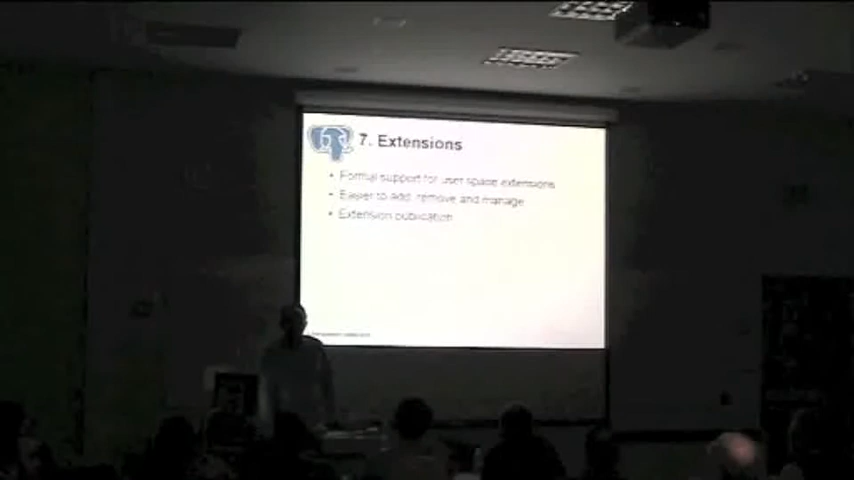 7. Extensions
• Formal support for user space extensions
• Easier to add, remove and manage
• Extension publication